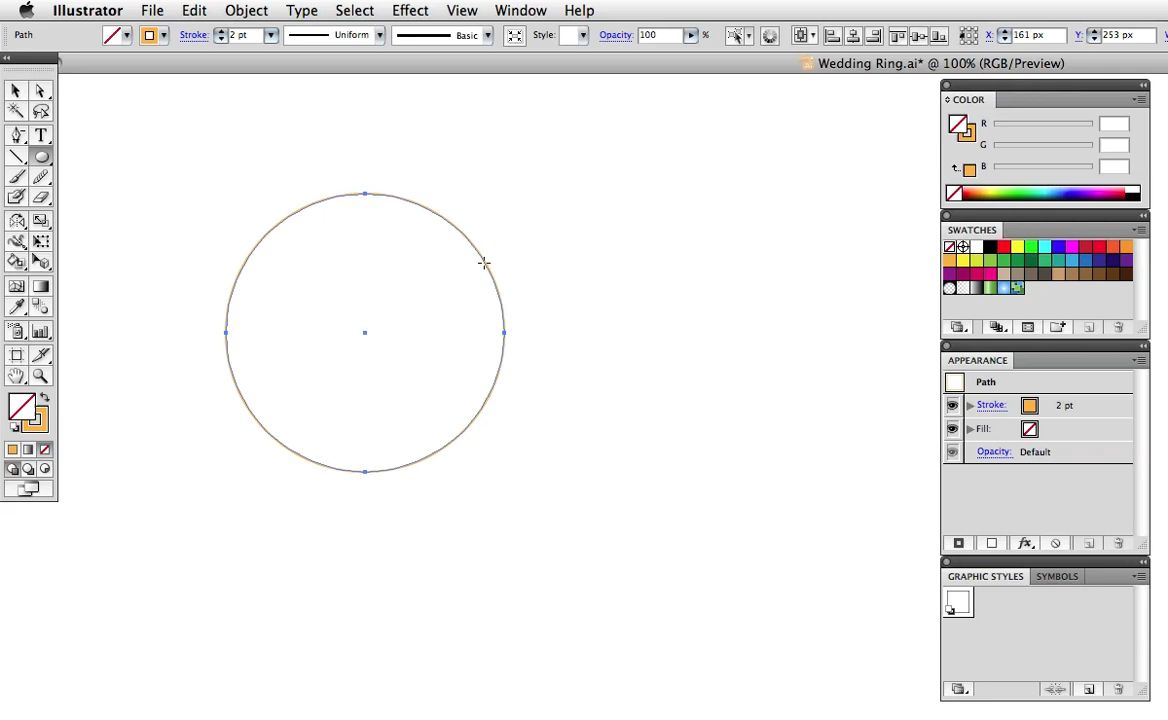 Illustrator File Edit Object Type Select Effect View Window Help
Path Stroke: 2 pt Uniform Basic Style: Opacity: 100 % X: 161 px Y: 253 px
Wedding Ring.ai* @ 100% (RGB/Preview)
COLOR
R
G
B
SWATCHES
APPEARANCE
Path
Stroke: 2 pt
Fill:
Opacity: Default
fx
GRAPHIC STYLES SYMBOLS
T